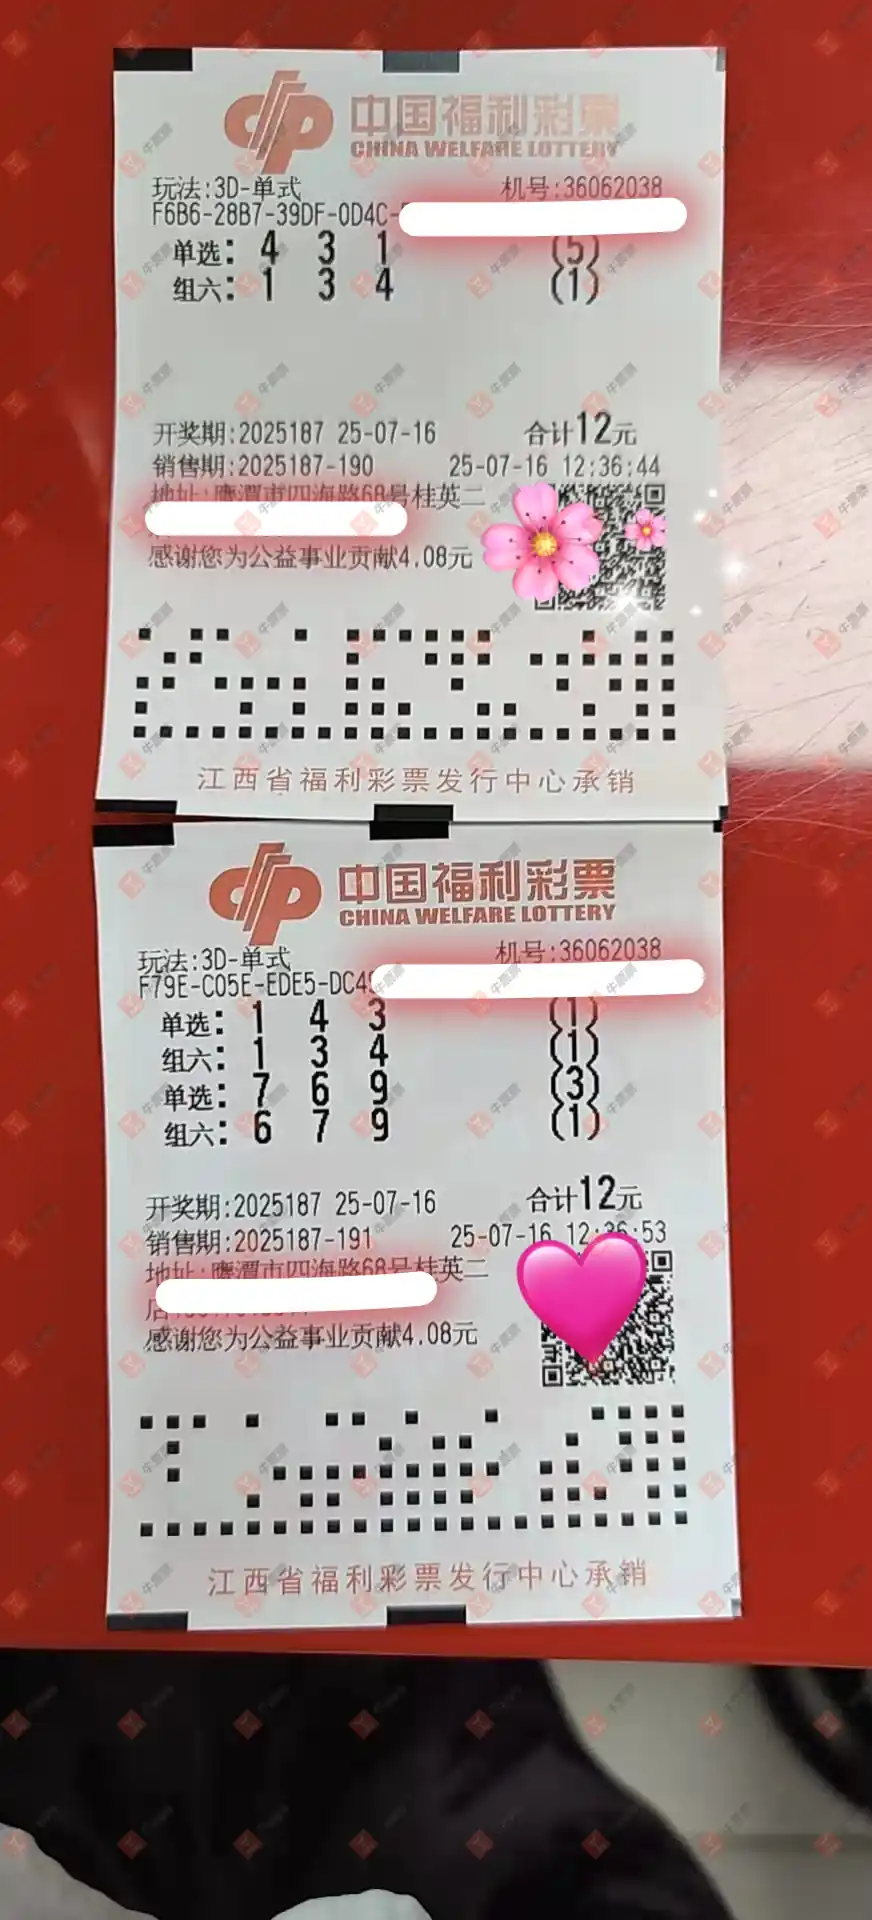 中国福利彩票
CHINA WELFARE LOTTERY
玩法:3D-单式 机号:36062038
F6B6-28B7-39DF-0D4C-
单选: 4 3 1 (5)
组六: 1 3 4 (1)
开奖期:2025187 25-07-16 合计12元
销售期:2025187-190 25-07-16 12:36:44
地址:鹰潭市四海路68号桂英二
感谢您为公益事业贡献4.08元
江西省福利彩票发行中心承销
中国福利彩票
CHINA WELFARE LOTTERY
玩法:3D-单式 机号:36062038
F79E-C05E-EDE5-DC4
单选: 1 4 3 (1)
组六: 1 3 4 (1)
单选: 7 6 9 (3)
组六: 6 7 9 (1)
开奖期:2025187 25-07-16 合计12元
销售期:2025187-191 25-07-16 12:36:53
地址:鹰潭市四海路68号桂英二
店
感谢您为公益事业贡献4.08元
江西省福利彩票发行中心承销